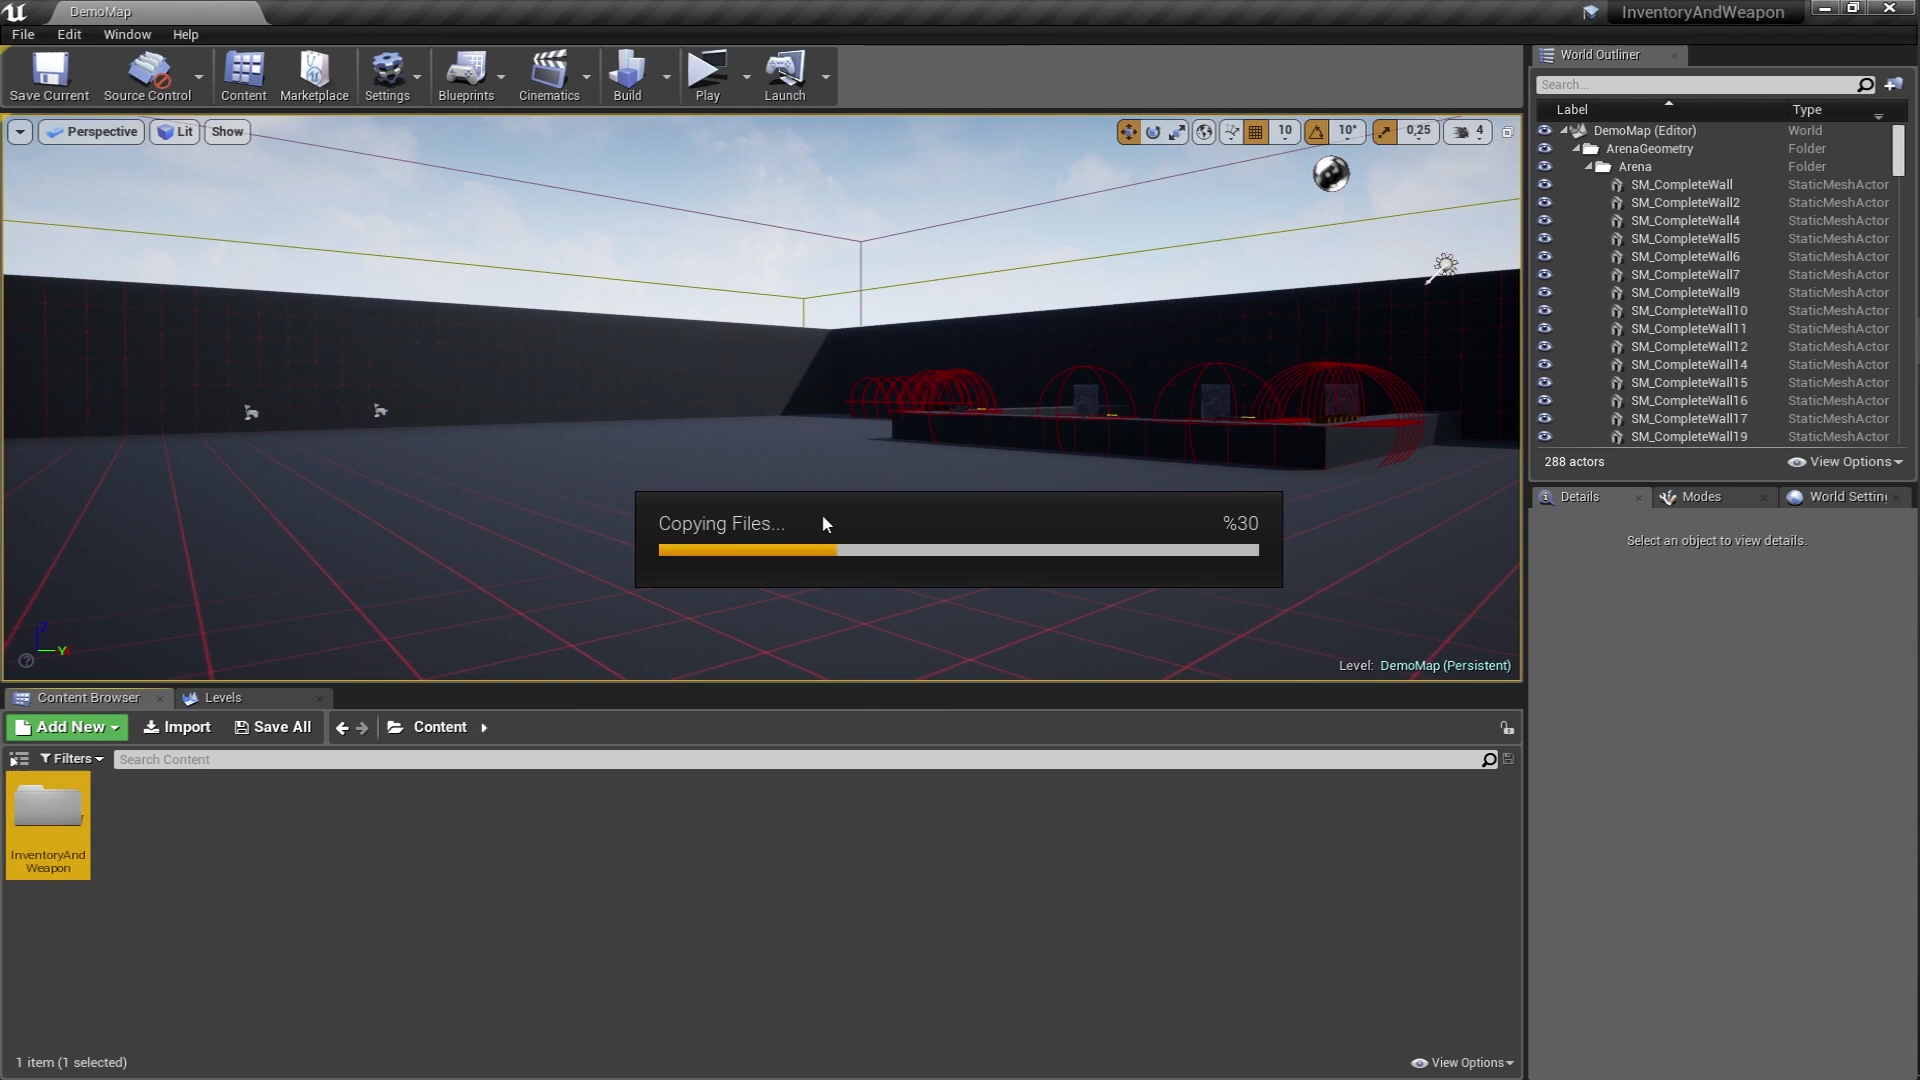 DemoMap
InventoryAndWeapon
File Edit Window Help
Save Current Source Control Content Marketplace Settings Blueprints Cinematics Build Play Launch
Perspective Lit Show
10 10° 0,25 4
Copying Files... %30
Level: DemoMap (Persistent)
Z
Y
World Outliner
Search...
Label Type
DemoMap (Editor) World
ArenaGeometry Folder
Arena Folder
SM_CompleteWall StaticMeshActor
SM_CompleteWall2 StaticMeshActor
SM_CompleteWall4 StaticMeshActor
SM_CompleteWall5 StaticMeshActor
SM_CompleteWall6 StaticMeshActor
SM_CompleteWall7 StaticMeshActor
SM_CompleteWall9 StaticMeshActor
SM_CompleteWall10 StaticMeshActor
SM_CompleteWall11 StaticMeshActor
SM_CompleteWall12 StaticMeshActor
SM_CompleteWall14 StaticMeshActor
SM_CompleteWall15 StaticMeshActor
SM_CompleteWall16 StaticMeshActor
SM_CompleteWall17 StaticMeshActor
SM_CompleteWall19 StaticMeshActor
288 actors View Options
Details Modes World Settin
Select an object to view details.
Content Browser Levels
Add New Import Save All Content
Filters Search Content
InventoryAnd
Weapon
1 item (1 selected) View Options